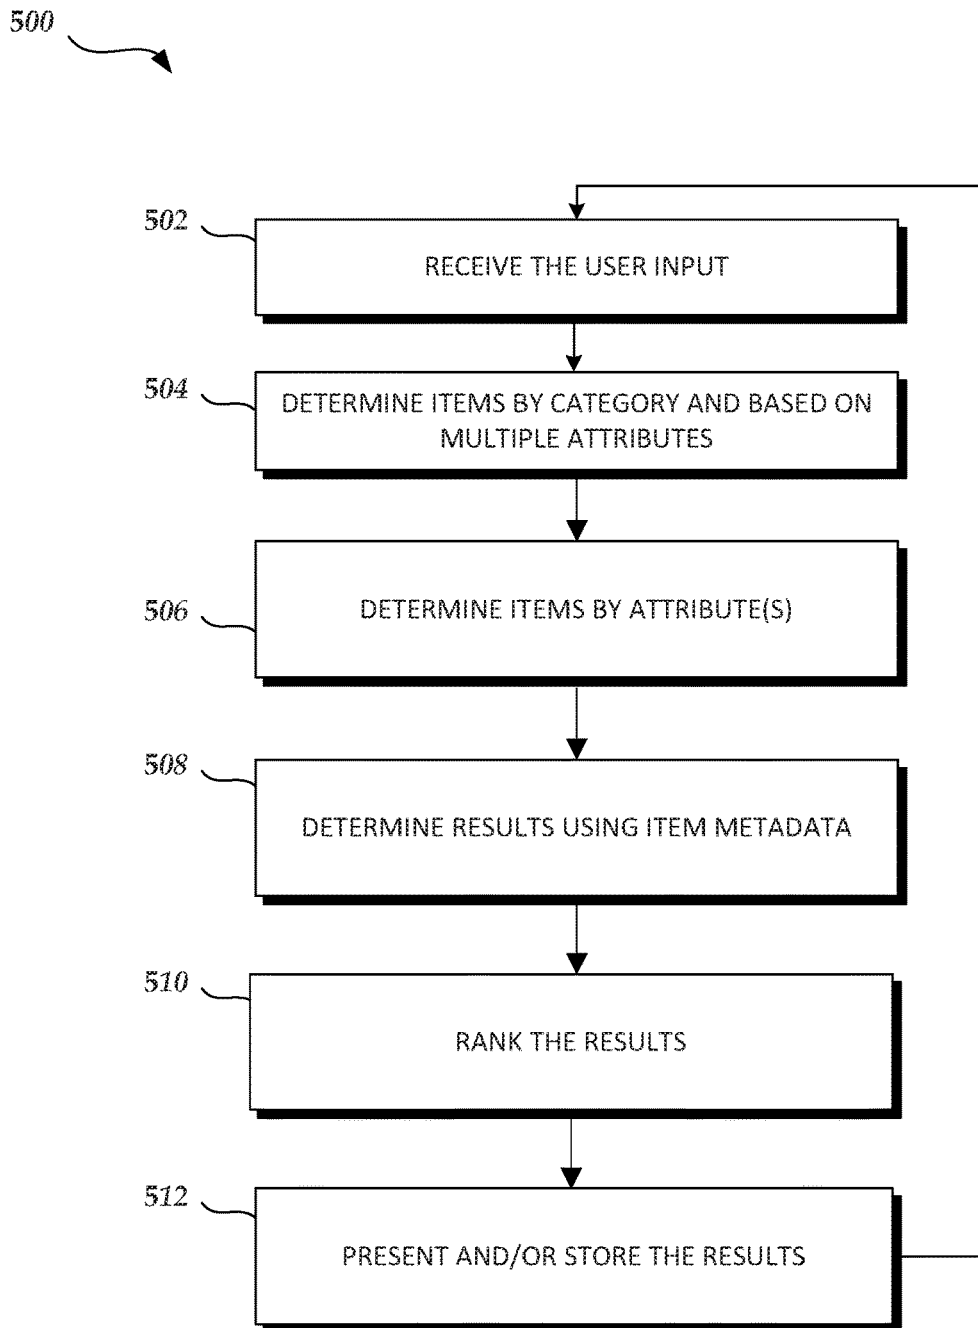 500
502
RECEIVE THE USER INPUT
504
DETERMINE ITEMS BY CATEGORY AND BASED ON
MULTIPLE ATTRIBUTES
506
DETERMINE ITEMS BY ATTRIBUTE(S)
508
DETERMINE RESULTS USING ITEM METADATA
510
RANK THE RESULTS
512
PRESENT AND/OR STORE THE RESULTS